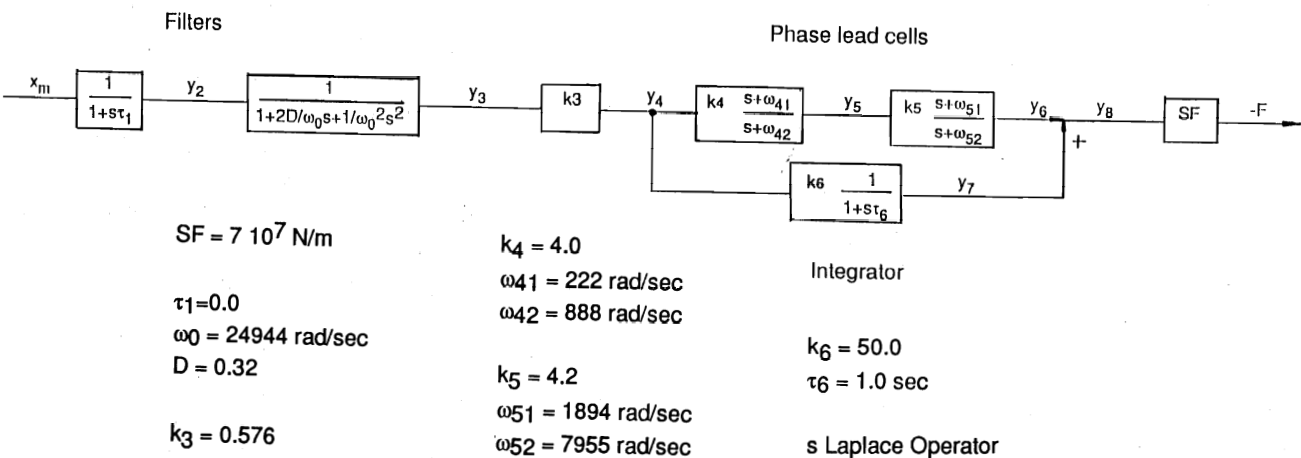 Filters
Phase lead cells
xm
1
1+sτ1
y2
1
1+2D/ω0s+1/ω0²s²
y3
k3
y4
k4 s+ω41
s+ω42
y5
k5 s+ω51
s+ω52
y6
y8
SF
-F
+
k6 1
1+sτ6
y7
SF = 7 10⁷ N/m
τ1=0.0
ω0 = 24944 rad/sec
D = 0.32
k3 = 0.576
k4 = 4.0
ω41 = 222 rad/sec
ω42 = 888 rad/sec
k5 = 4.2
ω51 = 1894 rad/sec
ω52 = 7955 rad/sec
Integrator
k6 = 50.0
τ6 = 1.0 sec
s Laplace Operator